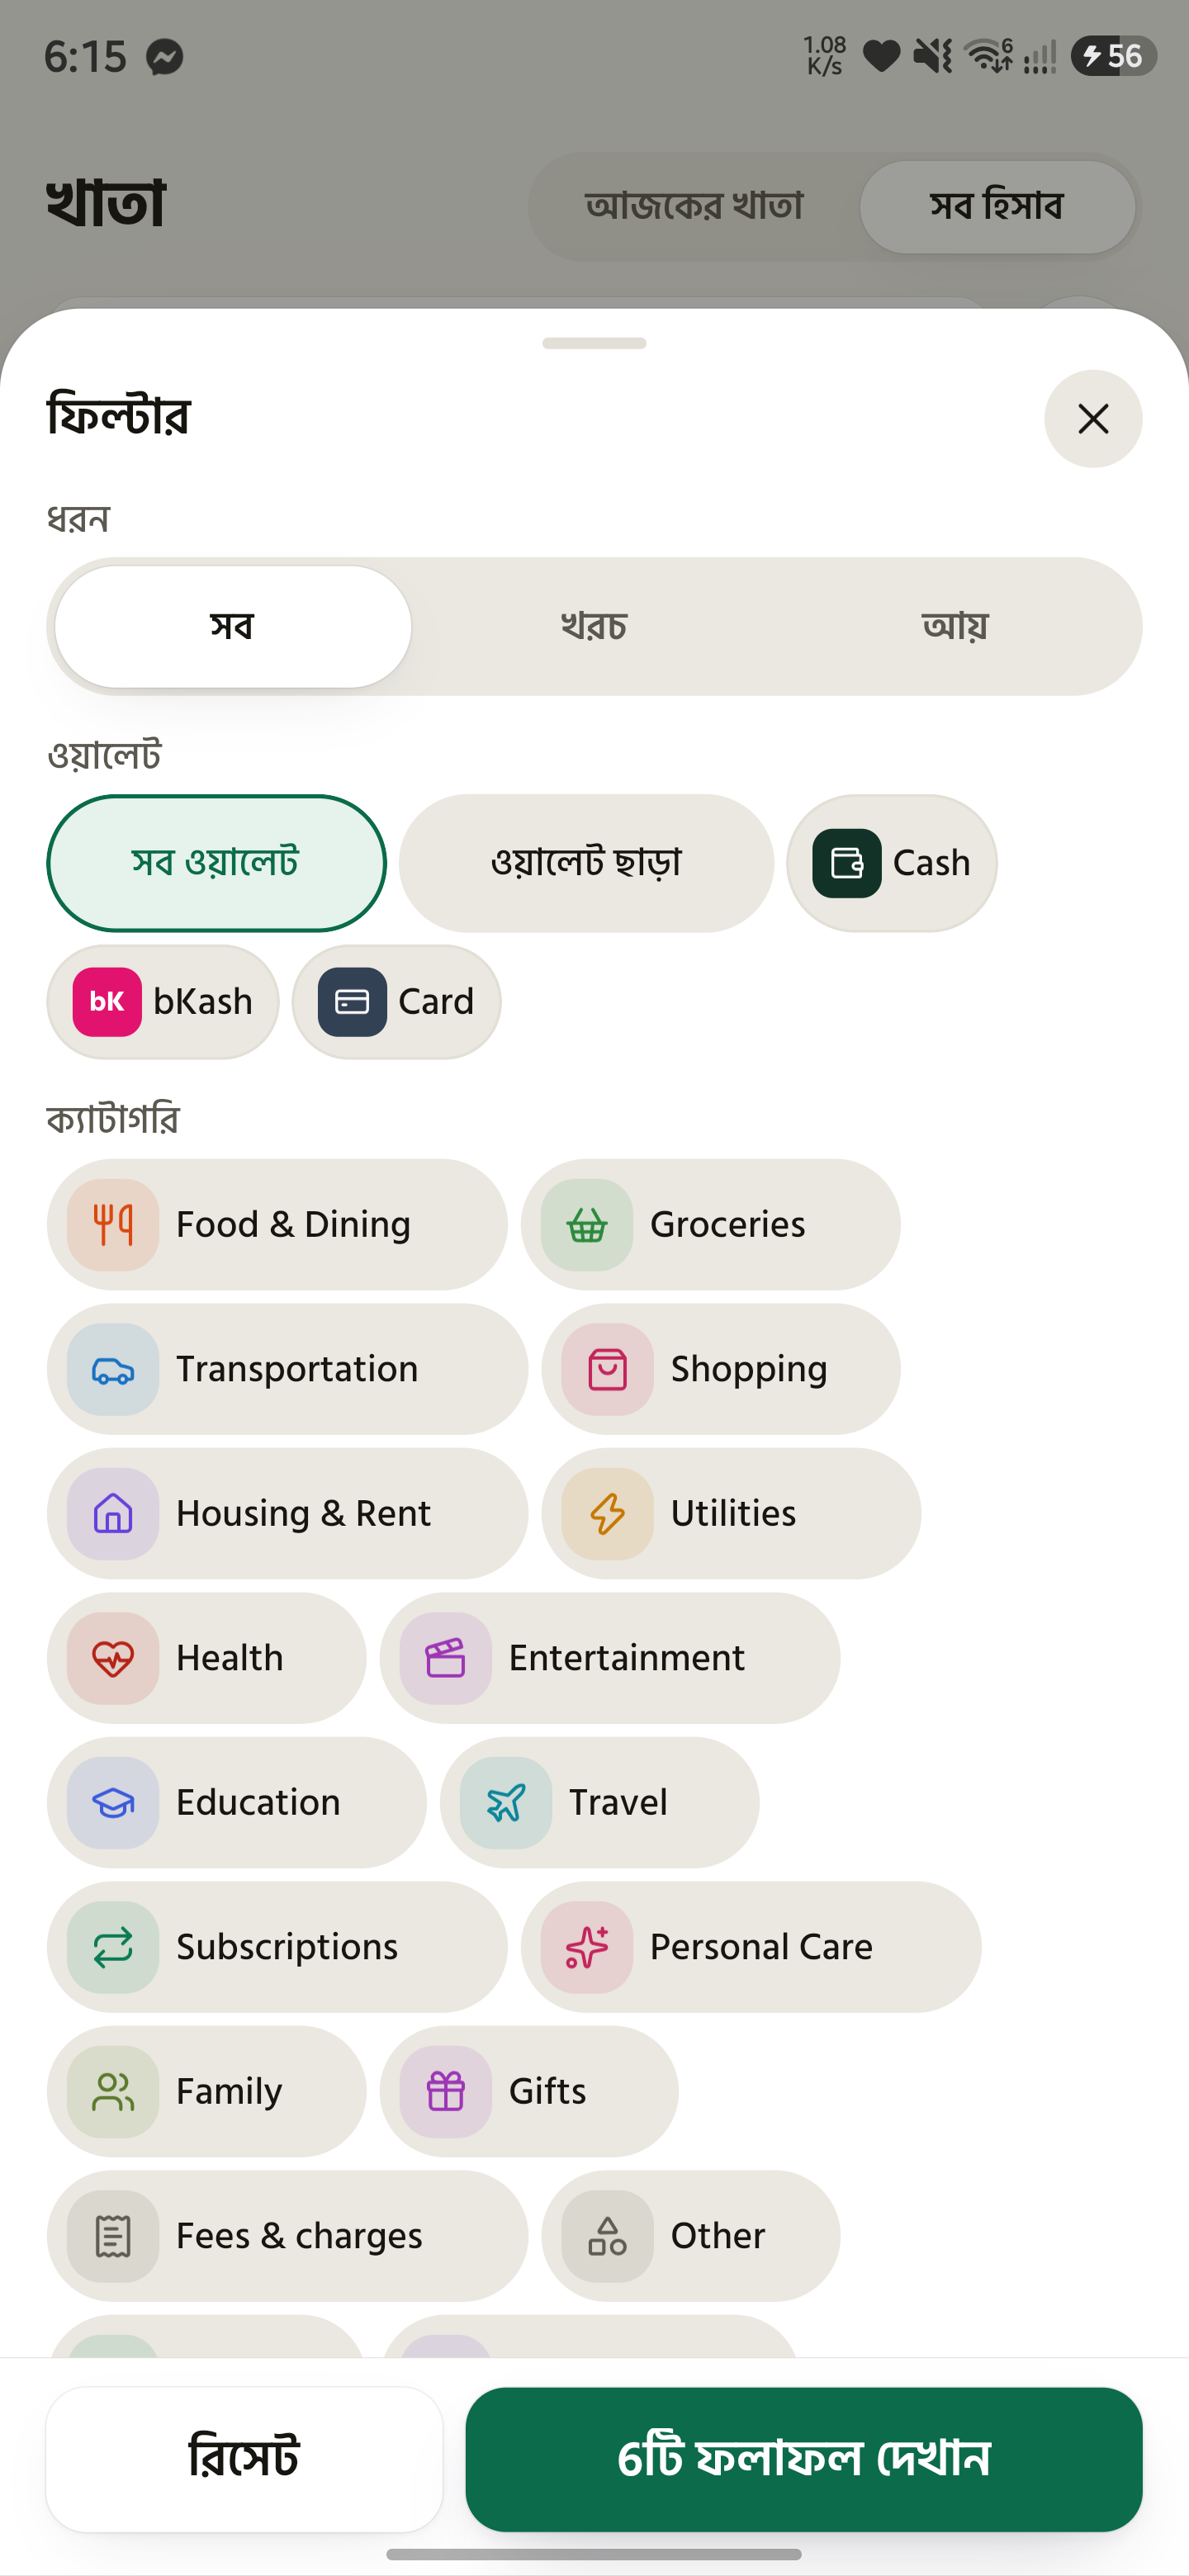 6:15
1.08 K/s
6
56
খাতা
আজকের খাতা
সব হিসাব
ফিল্টার
ধরন
সব
খরচ
আয়
ওয়ালেট
সব ওয়ালেট
ওয়ালেট ছাড়া
Cash
bK bKash
Card
ক্যাটাগরি
Food & Dining
Groceries
Transportation
Shopping
Housing & Rent
Utilities
Health
Entertainment
Education
Travel
Subscriptions
Personal Care
Family
Gifts
Fees & charges
Other
রিসেট
6টি ফলাফল দেখান